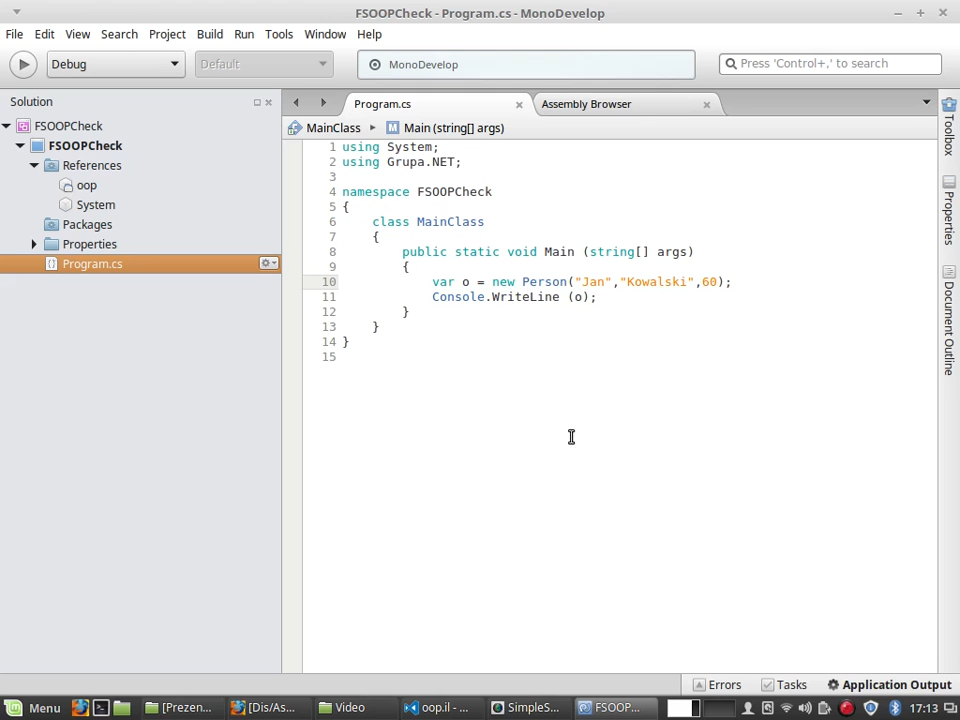 FSOOPCheck - Program.cs - MonoDevelop
File Edit View Search Project Build Run Tools Window Help
Debug Default MonoDevelop Press 'Control+,' to search
Solution
FSOOPCheck
FSOOPCheck
References
oop
System
Packages
Properties
Program.cs
Program.cs Assembly Browser
MainClass Main (string[] args)
1 using System;
2 using Grupa.NET;
3
4 namespace FSOOPCheck
5 {
6 class MainClass
7 {
8 public static void Main (string[] args)
9 {
10 var o = new Person("Jan","Kowalski",60);
11 Console.WriteLine (o);
12 }
13 }
14 }
15
Toolbox
Properties
Document Outline
Errors Tasks Application Output
Menu [Prezen... [Dis/As... Video oop.il - ... SimpleS... FSOOP... 17:13